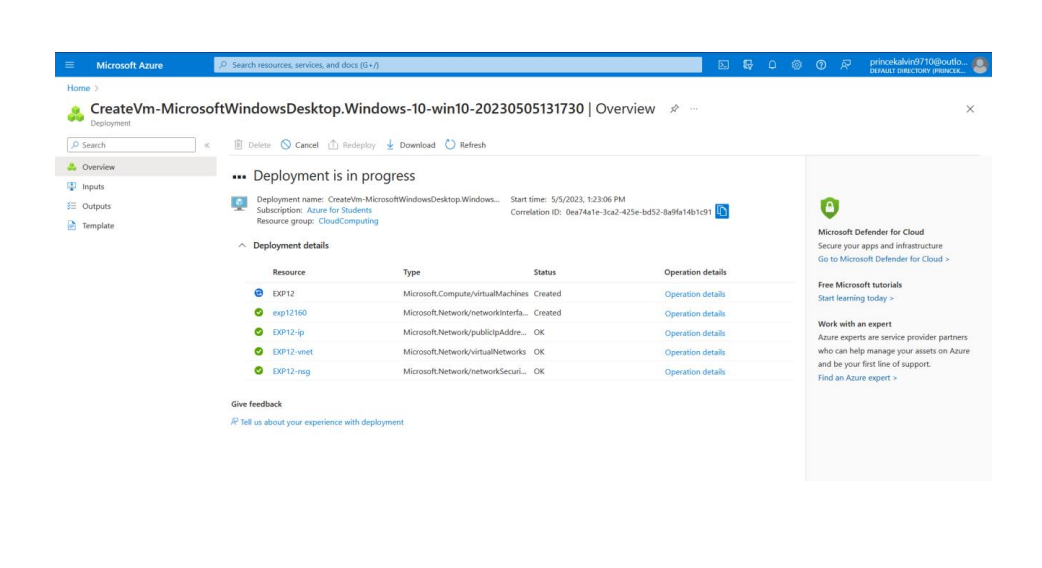 Microsoft Azure
Search resources, services, and docs (G+/)
princekalvin9710@outlo...
DEFAULT DIRECTORY (PRINCEK...
Home >
CreateVm-MicrosoftWindowsDesktop.Windows-10-win10-20230505131730 | Overview
Deployment
Search
Delete Cancel Redeploy Download Refresh
Overview
Inputs
Outputs
Template
Deployment is in progress
Deployment name: CreateVm-MicrosoftWindowsDesktop.Windows...
Subscription: Azure for Students
Resource group: CloudComputing
Start time: 5/5/2023, 1:23:06 PM
Correlation ID: 0ea74a1e-3ca2-425e-bd52-8a9fa14b1c91
Deployment details
Resource Type Status Operation details
EXP12 Microsoft.Compute/virtualMachines Created Operation details
exp12160 Microsoft.Network/networkInterfa... Created Operation details
EXP12-ip Microsoft.Network/publicIpAddre... OK Operation details
EXP12-vnet Microsoft.Network/virtualNetworks OK Operation details
EXP12-nsg Microsoft.Network/networkSecuri... OK Operation details
Give feedback
Tell us about your experience with deployment
Microsoft Defender for Cloud
Secure your apps and infrastructure
Go to Microsoft Defender for Cloud >
Free Microsoft tutorials
Start learning today >
Work with an expert
Azure experts are service provider partners
who can help manage your assets on Azure
and be your first line of support.
Find an Azure expert >